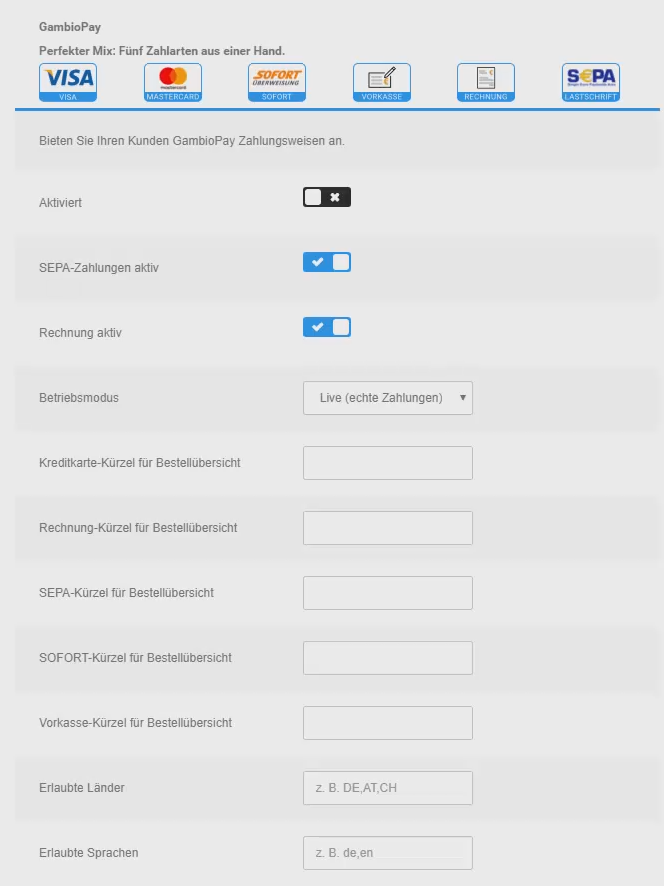 GambioPay
Perfekter Mix: Fünf Zahlarten aus einer Hand.
VISA
VISA
mastercard
MASTERCARD
SOFORT
ÜBERWEISUNG
SOFORT
VORKASSE
RECHNUNG
S€PA
LASTSCHRIFT
Bieten Sie Ihren Kunden GambioPay Zahlungsweisen an.
Aktiviert
SEPA-Zahlungen aktiv
Rechnung aktiv
Betriebsmodus
Live (echte Zahlungen)
Kreditkarte-Kürzel für Bestellübersicht
Rechnung-Kürzel für Bestellübersicht
SEPA-Kürzel für Bestellübersicht
SOFORT-Kürzel für Bestellübersicht
Vorkasse-Kürzel für Bestellübersicht
Erlaubte Länder
z. B. DE,AT,CH
Erlaubte Sprachen
z. B. de,en